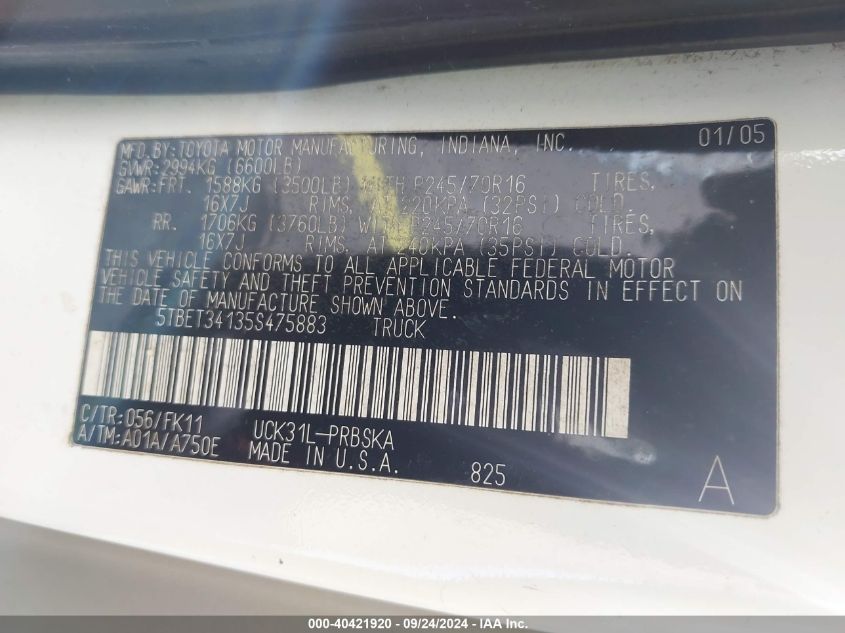 MFD.BY:TOYOTA MOTOR MANUFACTURING, INDIANA, INC. 01/05
GVWR:2994KG (6600LB)
GAWR:FRT. 1588KG (3500LB) WITH P245/70R16 TIRES,
16X7J RIMS, AT 220KPA (32PSI) COLD.
RR. 1706KG (3760LB) WITH P245/70R16 TIRES,
16X7J RIMS, AT 240KPA (35PSI) COLD.
THIS VEHICLE CONFORMS TO ALL APPLICABLE FEDERAL MOTOR
VEHICLE SAFETY AND THEFT PREVENTION STANDARDS IN EFFECT ON
THE DATE OF MANUFACTURE SHOWN ABOVE.
5TBET34135S475883 TRUCK
C/TR:056/FK11 UCK31L-PRBSKA
A/TM:A01A/A750E MADE IN U.S.A. 825 A
000-40421920 - 09/24/2024 - IAA Inc.